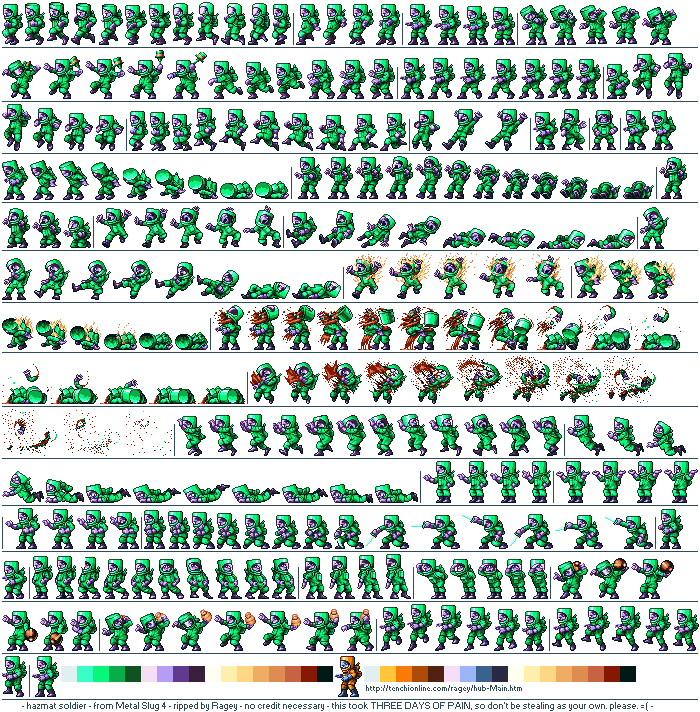 http://tenchionline.com/ragey/hub-Main.htm
- hazmat soldier - from Metal Slug 4 - ripped by Ragey - no credit necessary - this took THREE DAYS OF PAIN, so don't be stealing as your own. please. =( -